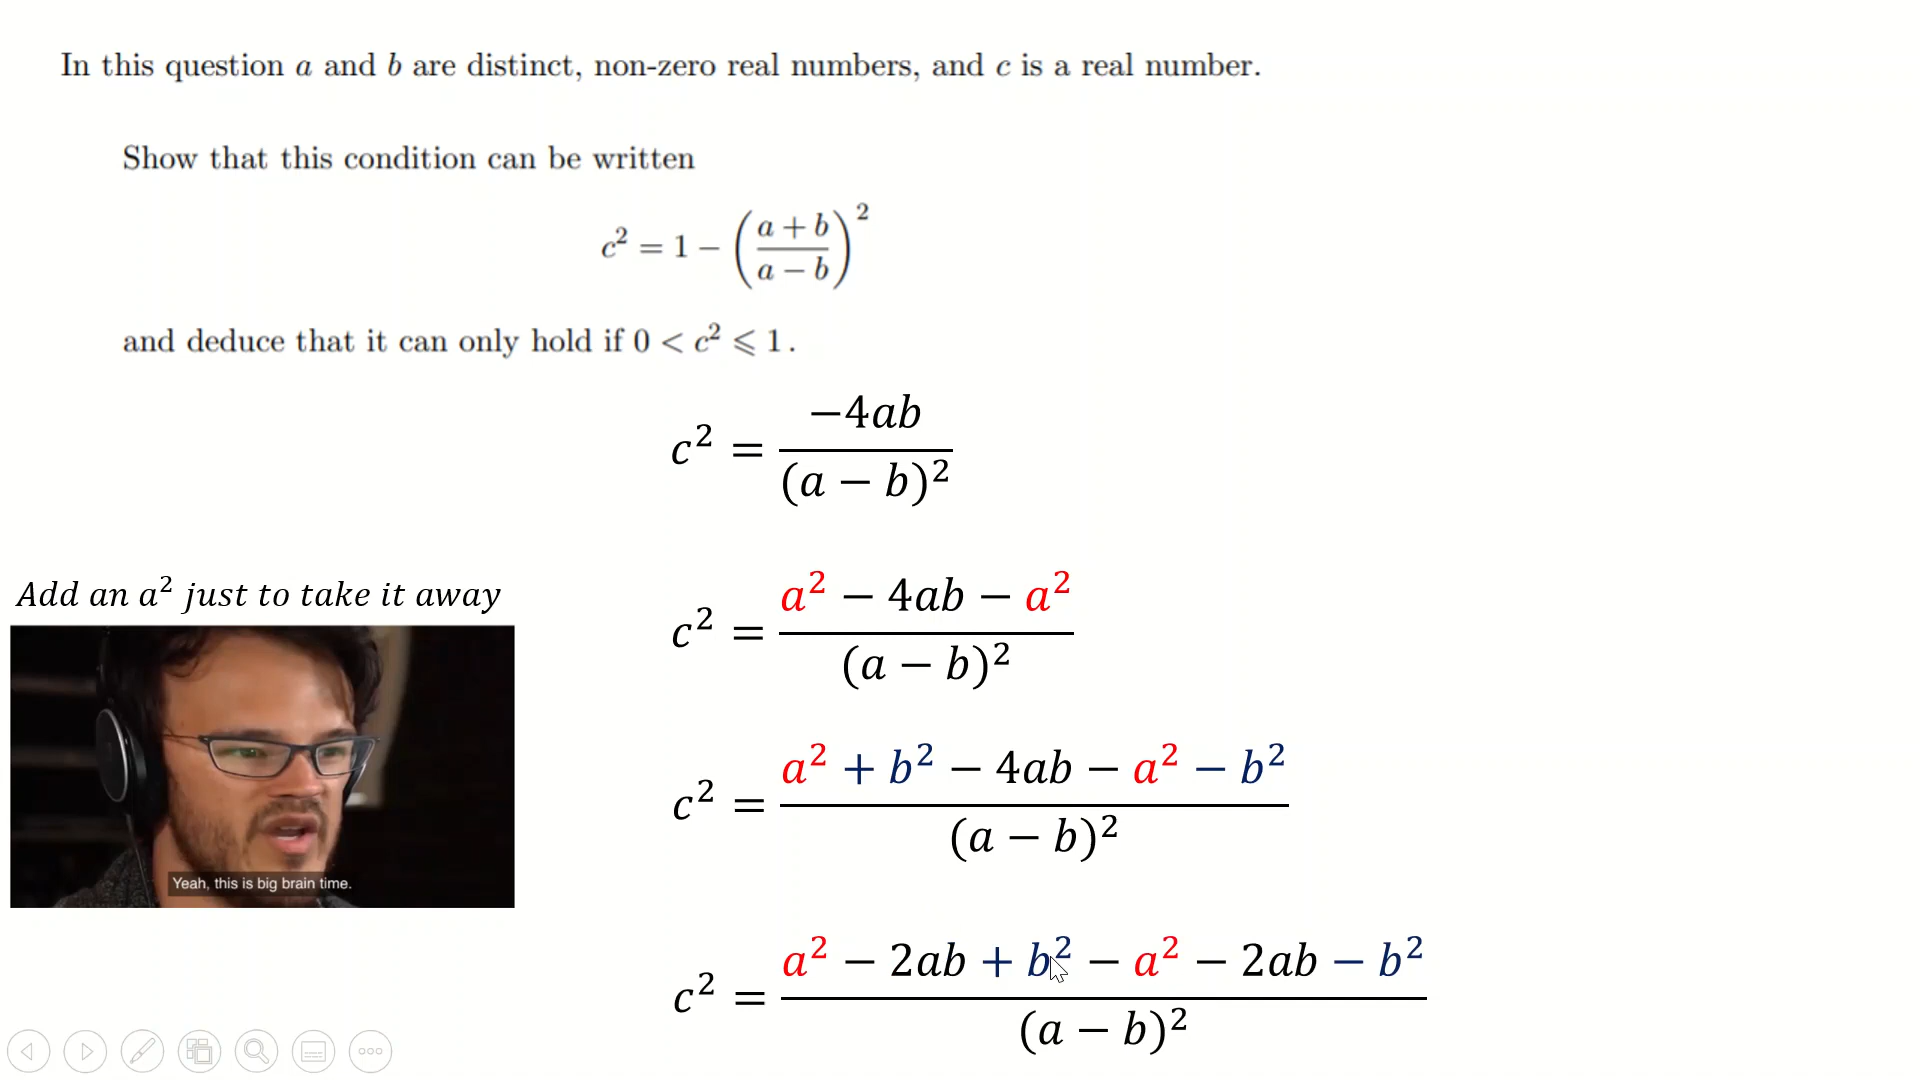 In this question a and b are distinct, non-zero real numbers, and c is a real number.
Show that this condition can be written
c² = 1 − ((a + b)/(a − b))²
and deduce that it can only hold if 0 < c² ⩽ 1.
c² = −4ab/(a − b)²
Add an a² just to take it away
c² = (a² − 4ab − a²)/(a − b)²
c² = (a² + b² − 4ab − a² − b²)/(a − b)²
Yeah, this is big brain time.
c² = (a² − 2ab + b² − a² − 2ab − b²)/(a − b)²